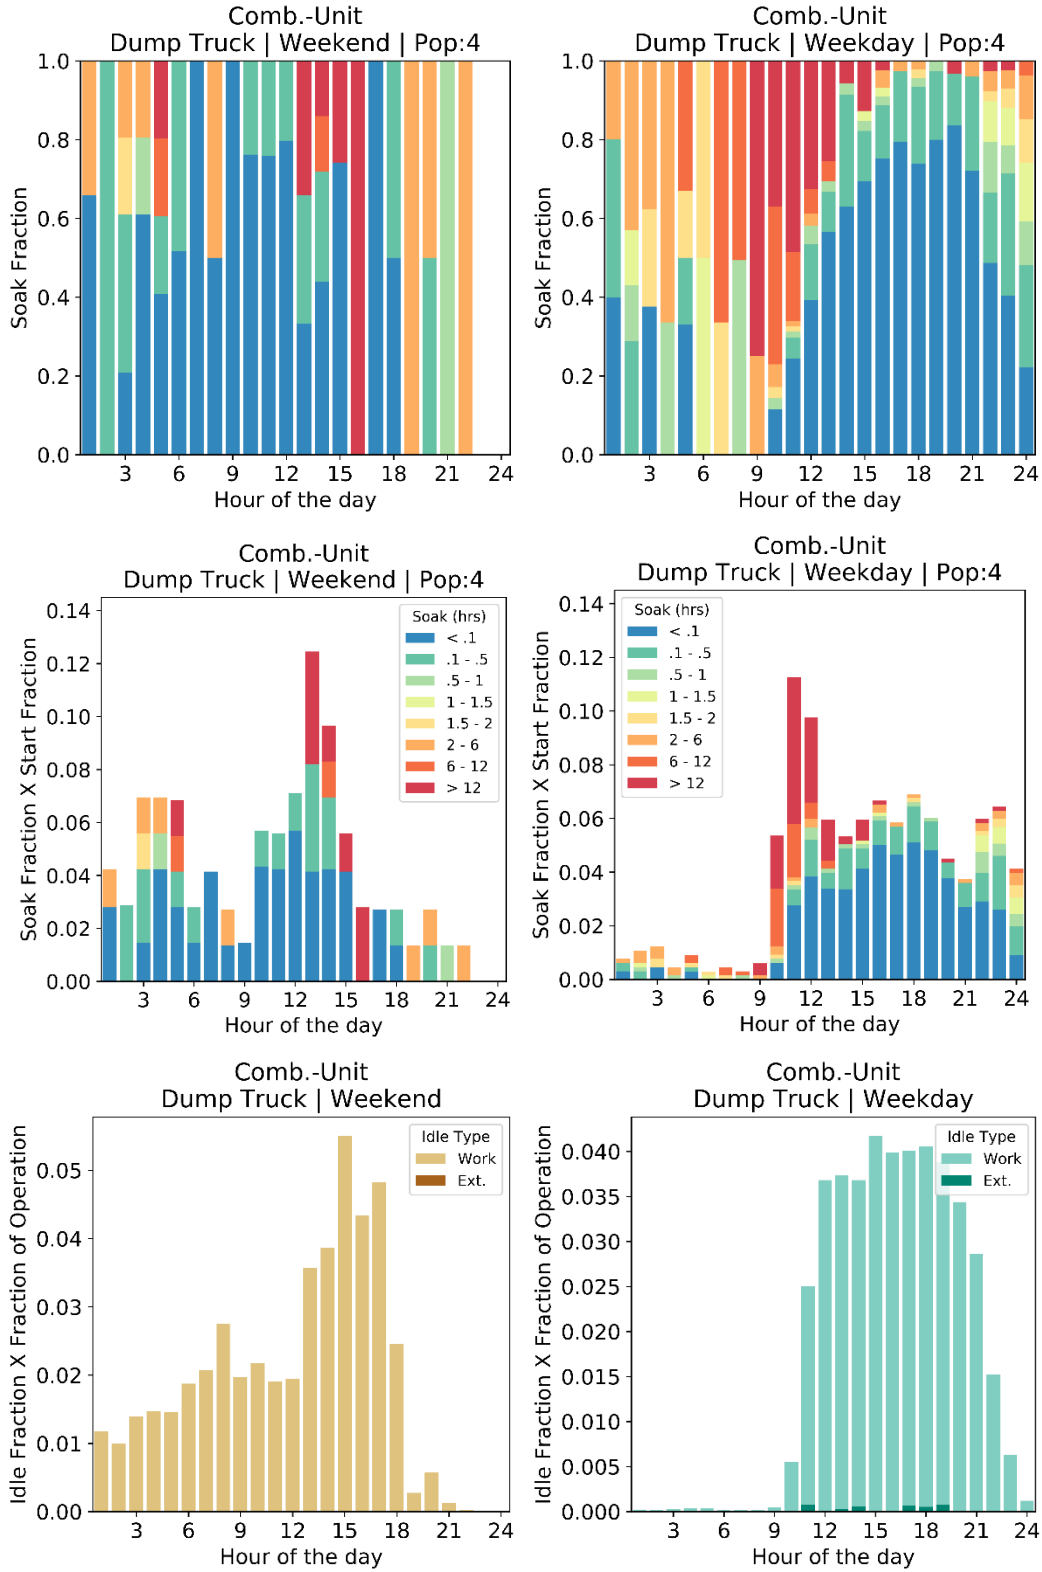 Comb.-Unit
Dump Truck | Weekend | Pop:4
Soak Fraction
1.0
0.8
0.6
0.4
0.2
0.0
3 6 9 12 15 18 21 24
Hour of the day
Comb.-Unit
Dump Truck | Weekday | Pop:4
Soak Fraction
1.0
0.8
0.6
0.4
0.2
0.0
3 6 9 12 15 18 21 24
Hour of the day
Comb.-Unit
Dump Truck | Weekend | Pop:4
Soak Fraction X Start Fraction
0.14
0.12
0.10
0.08
0.06
0.04
0.02
0.00
Soak (hrs)
< .1
.1 - .5
.5 - 1
1 - 1.5
1.5 - 2
2 - 6
6 - 12
> 12
3 6 9 12 15 18 21 24
Hour of the day
Comb.-Unit
Dump Truck | Weekday | Pop:4
Soak Fraction X Start Fraction
0.14
0.12
0.10
0.08
0.06
0.04
0.02
0.00
Soak (hrs)
< .1
.1 - .5
.5 - 1
1 - 1.5
1.5 - 2
2 - 6
6 - 12
> 12
3 6 9 12 15 18 21 24
Hour of the day
Comb.-Unit
Dump Truck | Weekend
Idle Fraction X Fraction of Operation
0.05
0.04
0.03
0.02
0.01
0.00
Idle Type
Work
Ext.
3 6 9 12 15 18 21 24
Hour of the day
Comb.-Unit
Dump Truck | Weekday
Idle Fraction X Fraction of Operation
0.040
0.035
0.030
0.025
0.020
0.015
0.010
0.005
0.000
Idle Type
Work
Ext.
3 6 9 12 15 18 21 24
Hour of the day